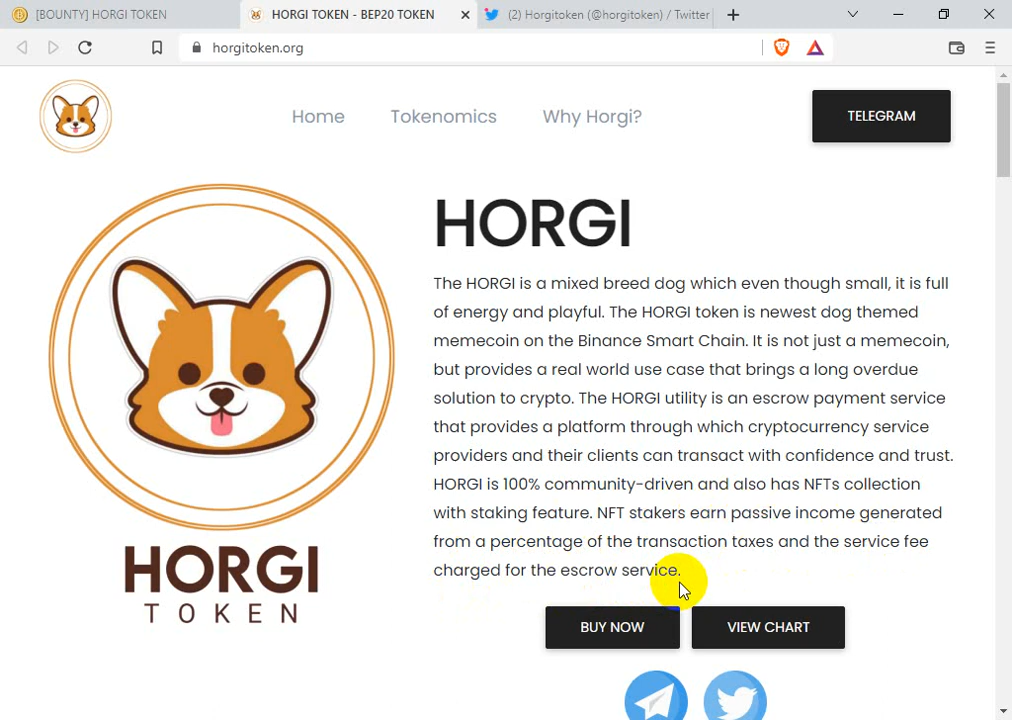 [BOUNTY] HORGI TOKEN
HORGI TOKEN - BEP20 TOKEN
(2) Horgitoken (@horgitoken) / Twitter
horgitoken.org
Home
Tokenomics
Why Horgi?
TELEGRAM
HORGI
The HORGI is a mixed breed dog which even though small, it is full
of energy and playful. The HORGI token is newest dog themed
memecoin on the Binance Smart Chain. It is not just a memecoin,
but provides a real world use case that brings a long overdue
solution to crypto. The HORGI utility is an escrow payment service
that provides a platform through which cryptocurrency service
providers and their clients can transact with confidence and trust.
HORGI is 100% community-driven and also has NFTs collection
with staking feature. NFT stakers earn passive income generated
from a percentage of the transaction taxes and the service fee
charged for the escrow service.
HORGI
TOKEN
BUY NOW
VIEW CHART